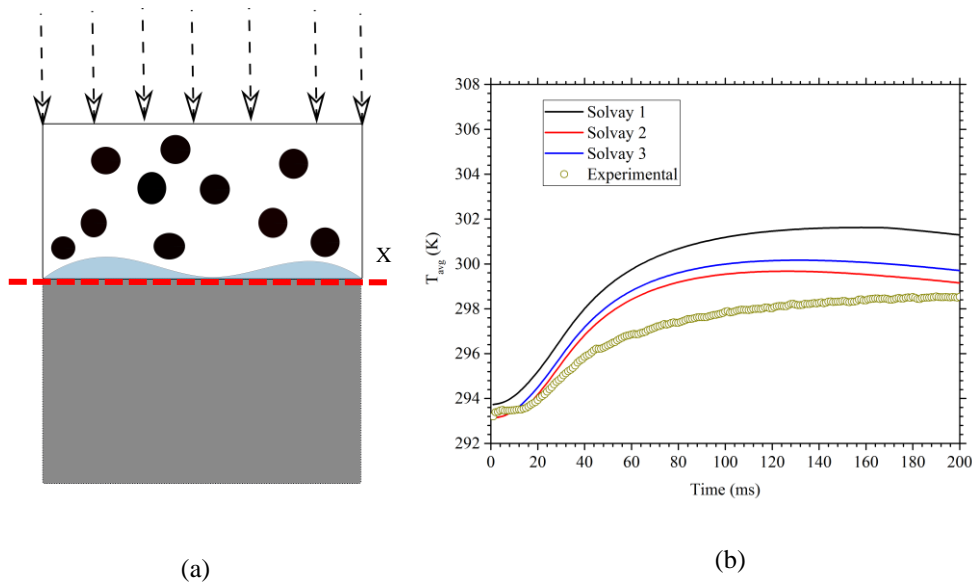 X
(a)
308
306
304
302
300
298
296
294
292
T_avg (K)
Solvay 1
Solvay 2
Solvay 3
Experimental
0 20 40 60 80 100 120 140 160 180 200
Time (ms)
(b)